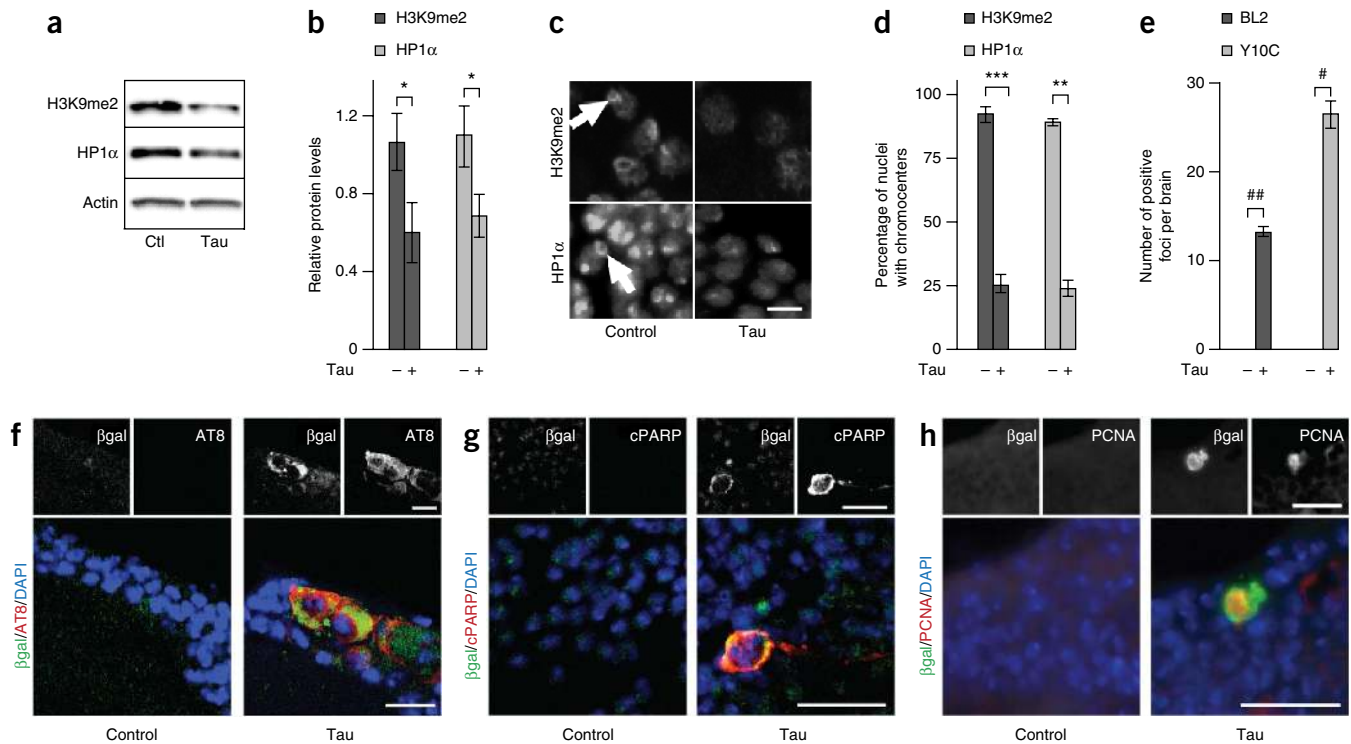 a
H3K9me2
HP1α
Actin
Ctl Tau
b
H3K9me2
HP1α
Relative protein levels
1.2
0.8
0.4
0
* *
Tau – + – +
c
H3K9me2
HP1α
Control Tau
d
H3K9me2
HP1α
Percentage of nuclei
with chromocenters
100
75
50
25
0
*** **
Tau – + – +
e
BL2
Y10C
Number of positive
foci per brain
30
20
10
0
## #
Tau – + – +
f
βgal AT8 βgal AT8
βgal/AT8/DAPI
Control Tau
g
βgal cPARP βgal cPARP
βgal/cPARP/DAPI
Control Tau
h
βgal PCNA βgal PCNA
βgal/PCNA/DAPI
Control Tau